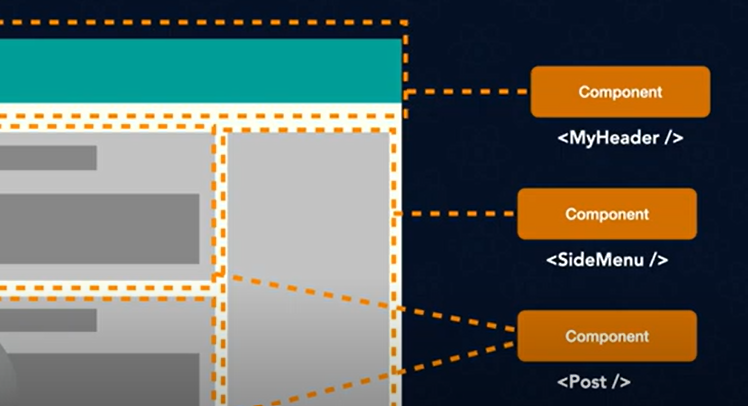 Component
<MyHeader />
Component
<SideMenu />
Component
<Post />